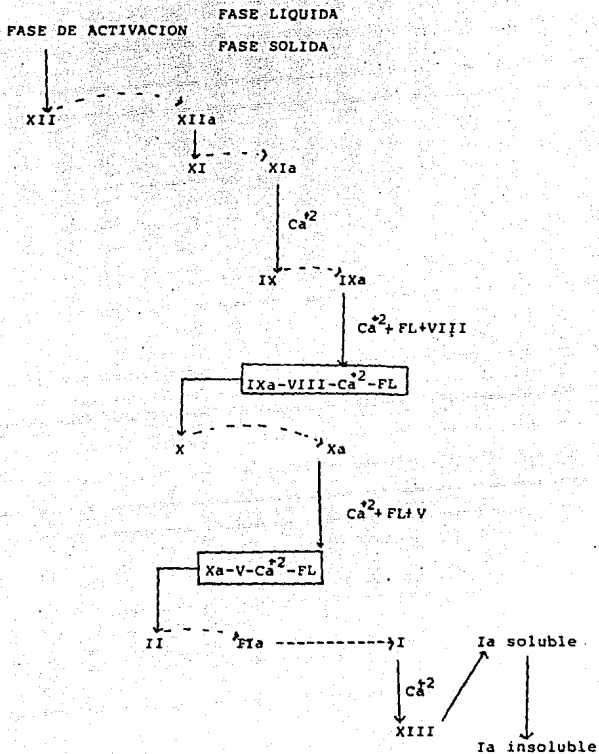 FASE LIQUIDA
FASE DE ACTIVACION
FASE SOLIDA
XII XIIa
XI XIa
Ca+2
IX IXa
Ca+2+ FL+VIII
IXa-VIII-Ca+2-FL
X Xa
Ca+2+ FL+V
Xa-V-Ca+2-FL
II IIa I Ia soluble
Ca+2
XIII
Ia insoluble